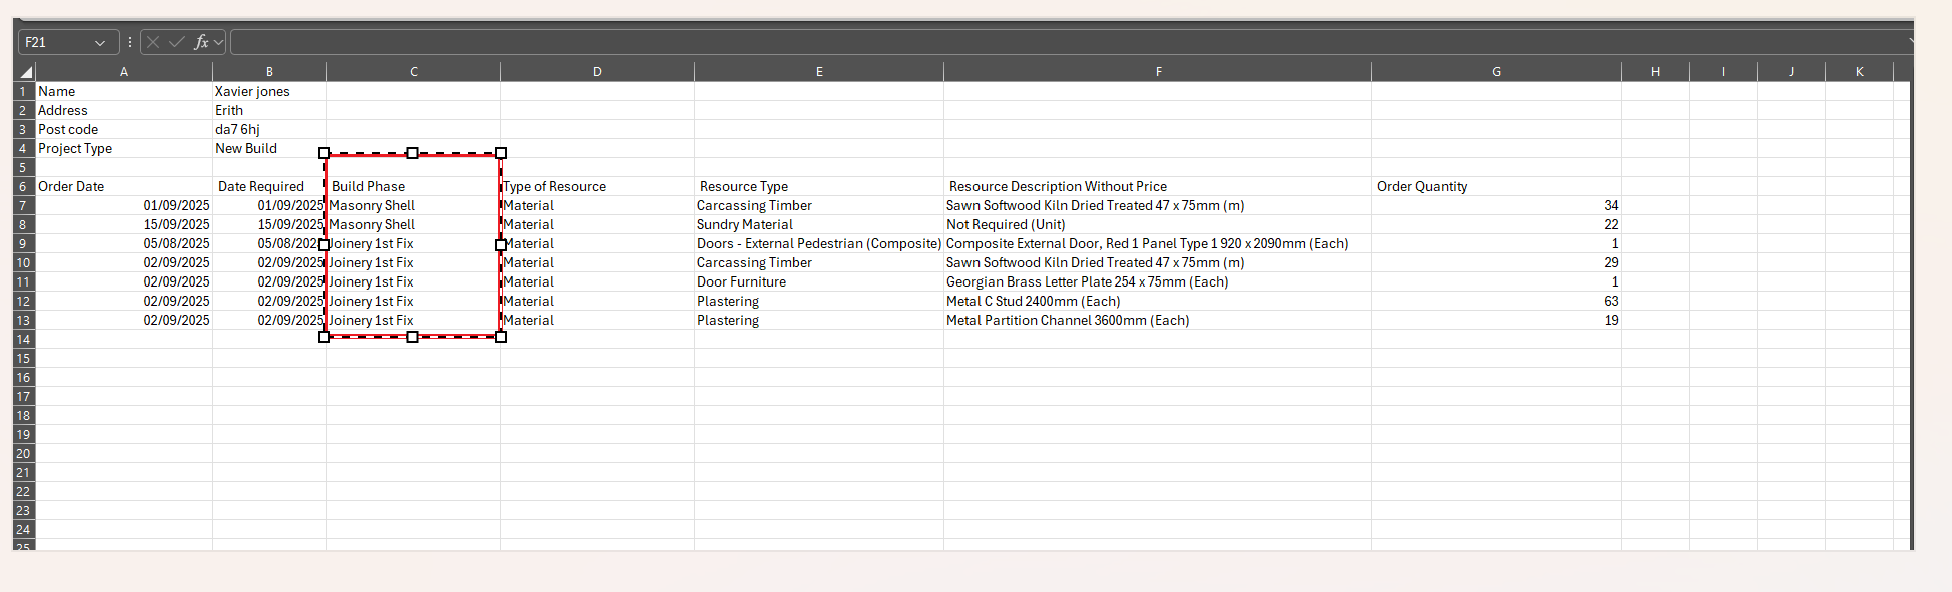 F21 fx
A B C D E F G H I J K
1 Name Xavier jones
2 Address Erith
3 Post code da7 6hj
4 Project Type New Build
5
6 Order Date Date Required Build Phase Type of Resource Resource Type Resource Description Without Price Order Quantity
7 01/09/2025 01/09/2025 Masonry Shell Material Carcassing Timber Sawn Softwood Kiln Dried Treated 47 x 75mm (m) 34
8 15/09/2025 15/09/2025 Masonry Shell Material Sundry Material Not Required (Unit) 22
9 05/08/2025 05/08/2025 Joinery 1st Fix Material Doors - External Pedestrian (Composite) Composite External Door, Red 1 Panel Type 1 920 x 2090mm (Each) 1
10 02/09/2025 02/09/2025 Joinery 1st Fix Material Carcassing Timber Sawn Softwood Kiln Dried Treated 47 x 75mm (m) 29
11 02/09/2025 02/09/2025 Joinery 1st Fix Material Door Furniture Georgian Brass Letter Plate 254 x 75mm (Each) 1
12 02/09/2025 02/09/2025 Joinery 1st Fix Material Plastering Metal C Stud 2400mm (Each) 63
13 02/09/2025 02/09/2025 Joinery 1st Fix Material Plastering Metal Partition Channel 3600mm (Each) 19
14
15
16
17
18
19
20
21
22
23
24
25